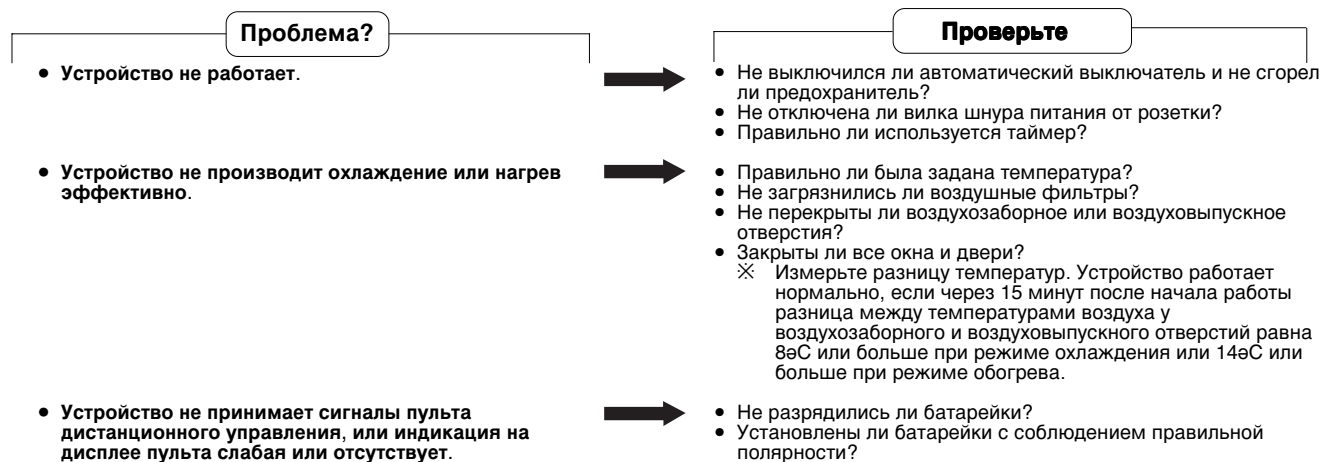 Проблема?
Проверьте
• Устройство не работает.
• Не выключился ли автоматический выключатель и не сгорел
ли предохранитель?
• Не отключена ли вилка шнура питания от розетки?
• Правильно ли используется таймер?
• Устройство не производит охлаждение или нагрев
эффективно.
• Правильно ли была задана температура?
• Не загрязнились ли воздушные фильтры?
• Не перекрыты ли воздухозаборное или воздуховыпускное
отверстия?
• Закрыты ли все окна и двери?
※ Измерьте разницу температур. Устройство работает
нормально, если через 15 минут после начала работы
разница между температурами воздуха у
воздухозаборного и воздуховыпускного отверстий равна
8əC или больше при режиме охлаждения или 14əC или
больше при режиме обогрева.
• Устройство не принимает сигналы пульта
дистанционного управления, или индикация на
дисплее пульта слабая или отсутствует.
• Не разрядились ли батарейки?
• Установлены ли батарейки с соблюдением правильной
полярности?